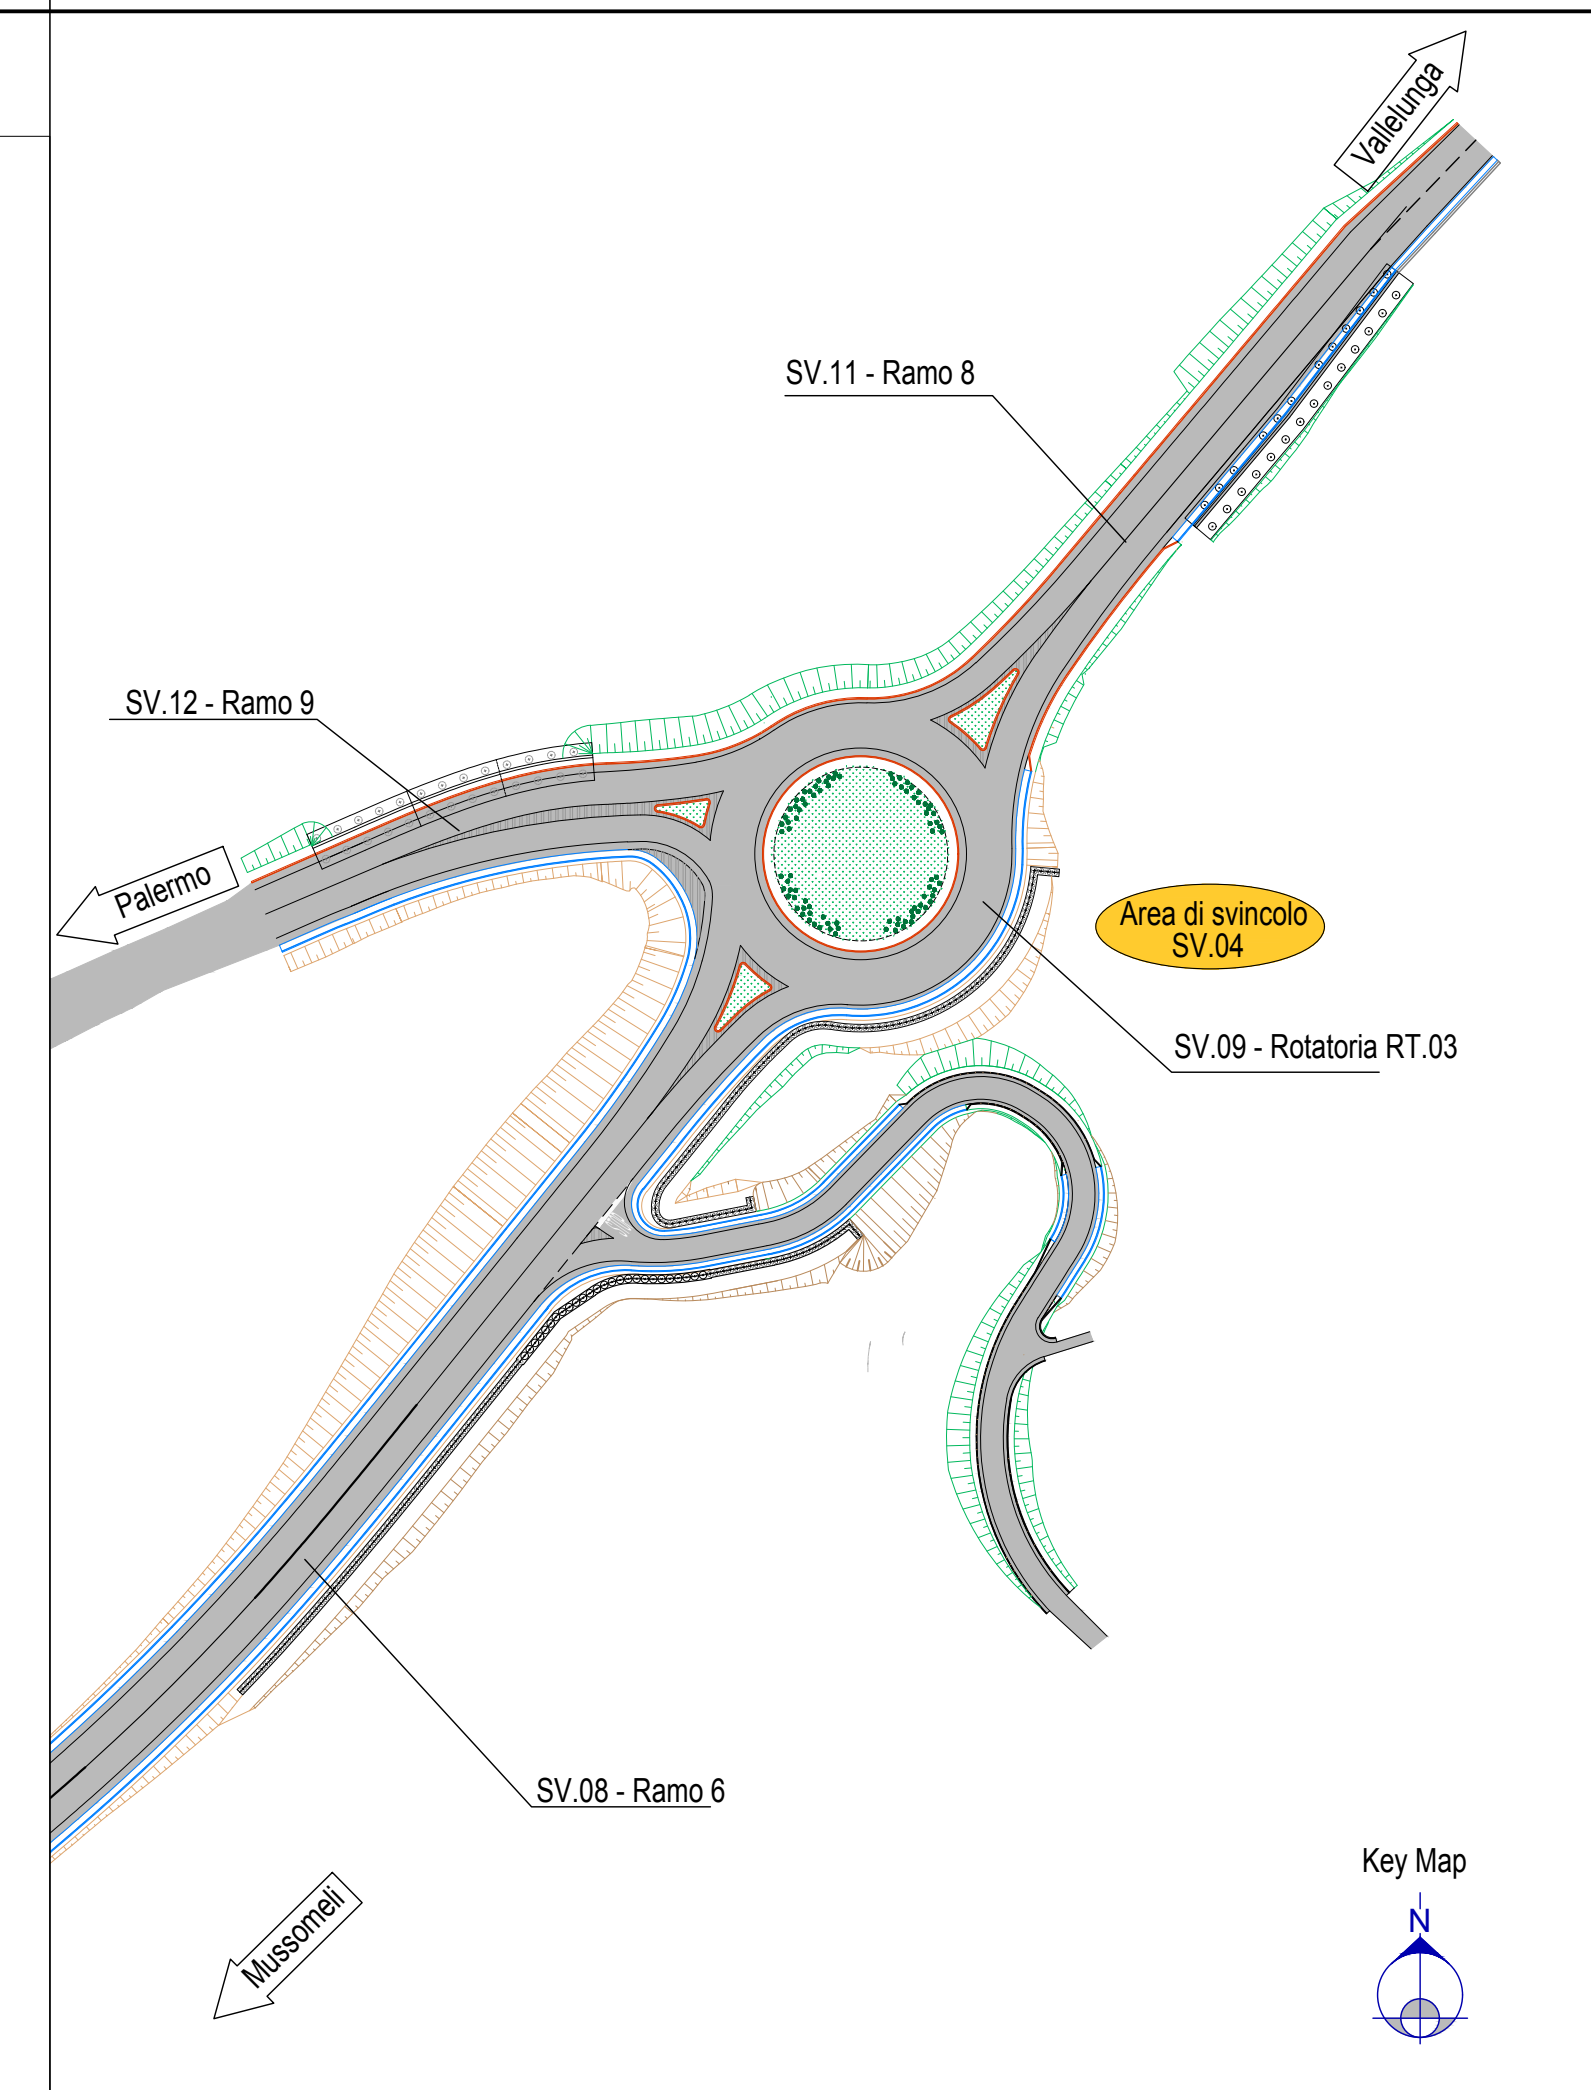 Vallelunga
SV.11 - Ramo 8
SV.12 - Ramo 9
Palermo
Area di svincolo
SV.04
SV.09 - Rotatoria RT.03
SV.08 - Ramo 6
Key Map
N
Mussomeli